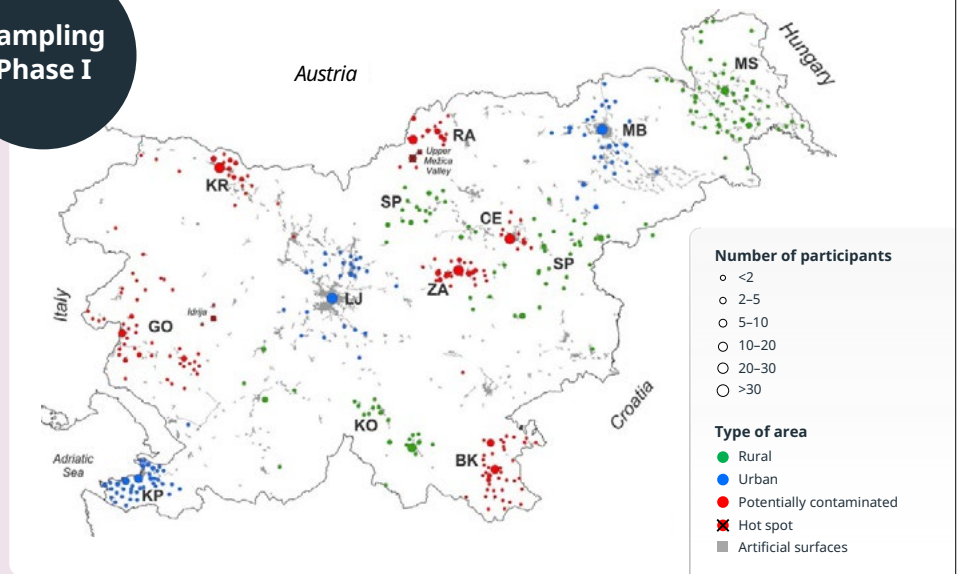 ampling
Phase I
Austria
Hungary
MS
MB
RA
Upper
Mežica
Valley
KR
SP
CE
SP
ZA
LJ
Italy
Idrija
GO
Croatia
KO
BK
Adriatic
Sea
KP
Number of participants
<2
2–5
5–10
10–20
20–30
>30
Type of area
Rural
Urban
Potentially contaminated
Hot spot
Artificial surfaces